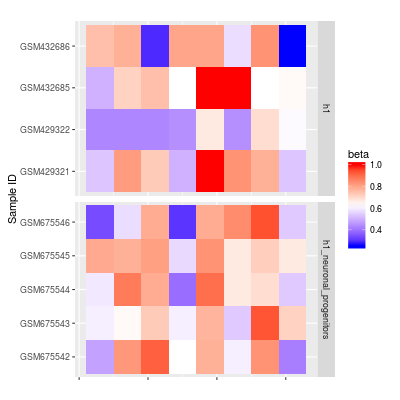 GSM432686
GSM432685
GSM429322
GSM429321
h1
GSM675546
GSM675545
GSM675544
GSM675543
GSM675542
h1_neuronal_progenitors
Sample ID
beta
1.0
0.8
0.6
0.4